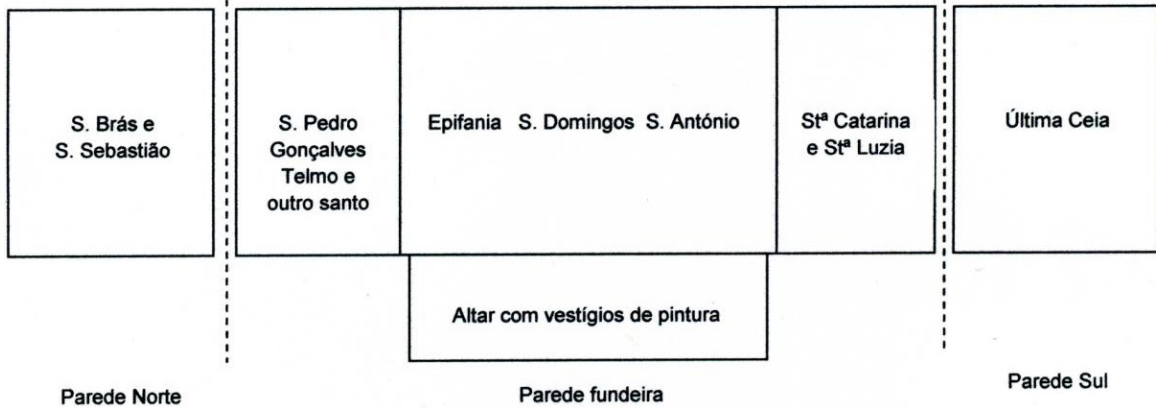 S. Brás e
S. Sebastião
S. Pedro
Gonçalves
Telmo e
outro santo
Epifania S. Domingos S. António
Stª Catarina
e Stª Luzia
Última Ceia
Altar com vestígios de pintura
Parede Norte
Parede fundeira
Parede Sul